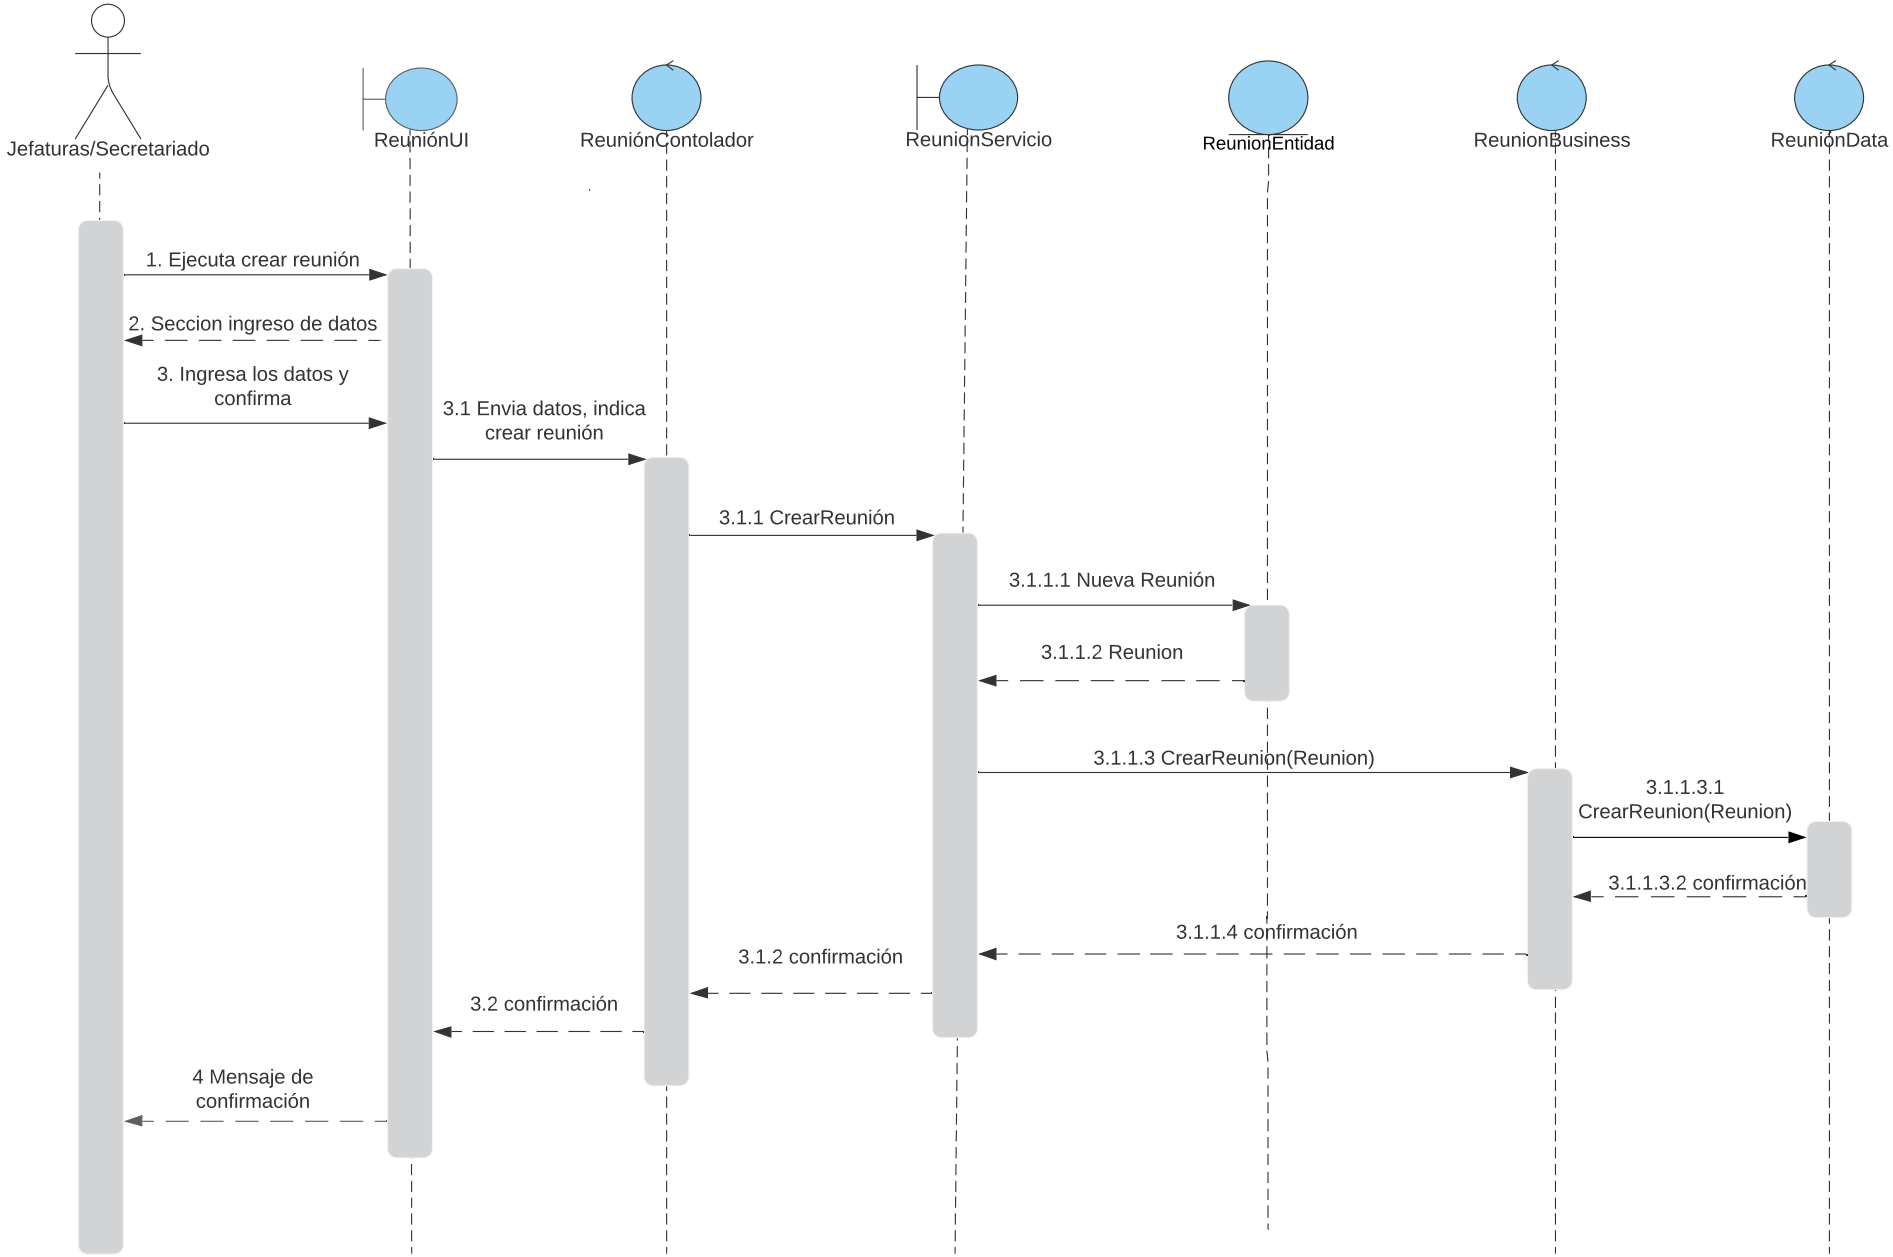 Jefaturas/Secretariado
ReuniónUI
ReuniónContolador
ReunionServicio
ReunionEntidad
ReunionBusiness
ReunionData
1. Ejecuta crear reunión
2. Seccion ingreso de datos
3. Ingresa los datos y
confirma
3.1 Envia datos, indica
crear reunión
3.1.1 CrearReunión
3.1.1.1 Nueva Reunión
3.1.1.2 Reunion
3.1.1.3 CrearReunion(Reunion)
3.1.1.3.1
CrearReunion(Reunion)
3.1.1.3.2 confirmación
3.1.1.4 confirmación
3.1.2 confirmación
3.2 confirmación
4 Mensaje de
confirmación